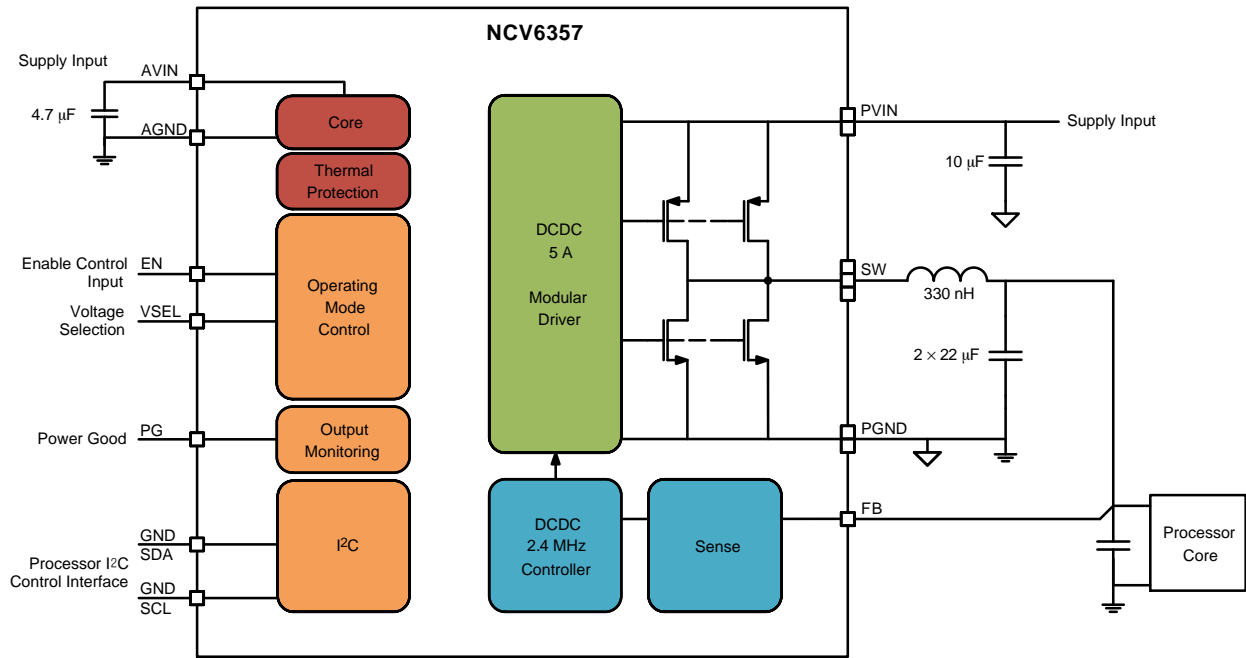 NCV6357
Supply Input
AVIN
4.7 μF
AGND
Core
Thermal
Protection
Enable Control
Input
EN
Voltage
Selection
VSEL
Operating
Mode
Control
Power Good
PG
Output
Monitoring
Processor I2C
Control Interface
GND
SDA
GND
SCL
I2C
DCDC
5 A
Modular
Driver
DCDC
2.4 MHz
Controller
Sense
PVIN
Supply Input
10 μF
SW
330 nH
2 × 22 μF
PGND
FB
Processor
Core